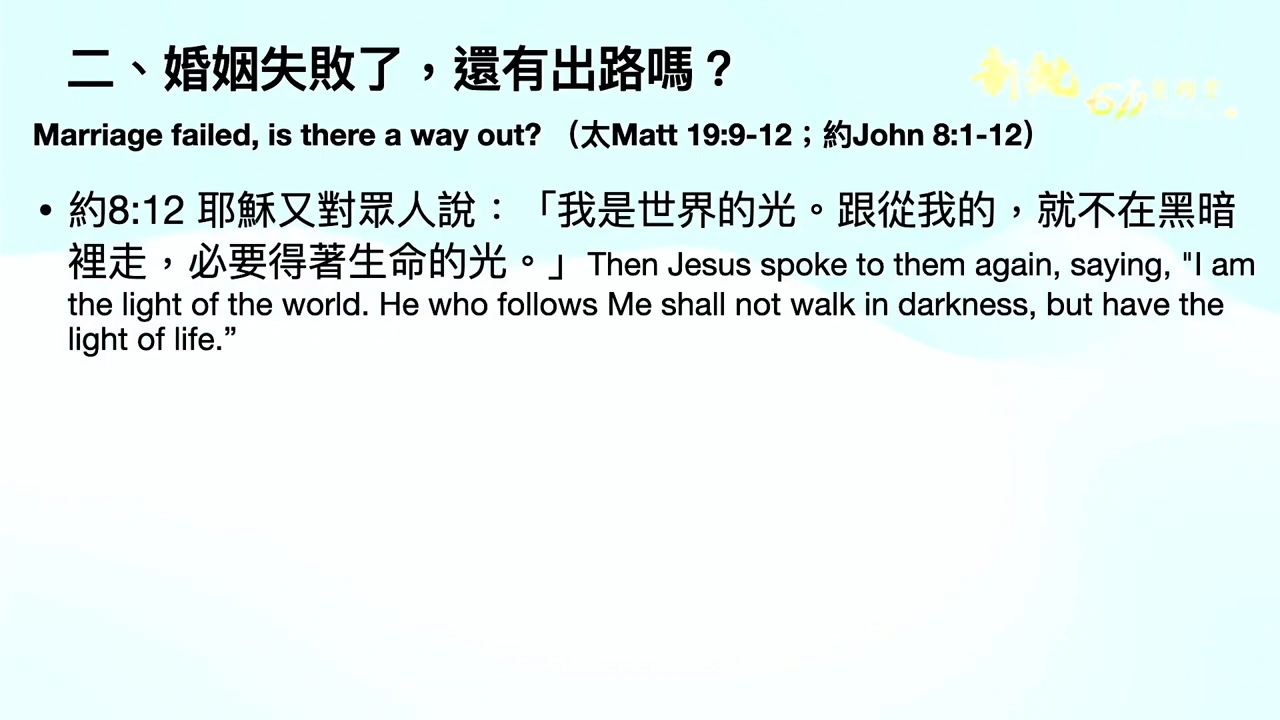 二、婚姻失敗了，還有出路嗎？
Marriage failed, is there a way out? （太Matt 19:9-12；約John 8:1-12）
• 約8:12 耶穌又對眾人說：「我是世界的光。跟從我的，就不在黑暗
裡走，必要得著生命的光。」Then Jesus spoke to them again, saying, "I am
the light of the world. He who follows Me shall not walk in darkness, but have the
light of life.”